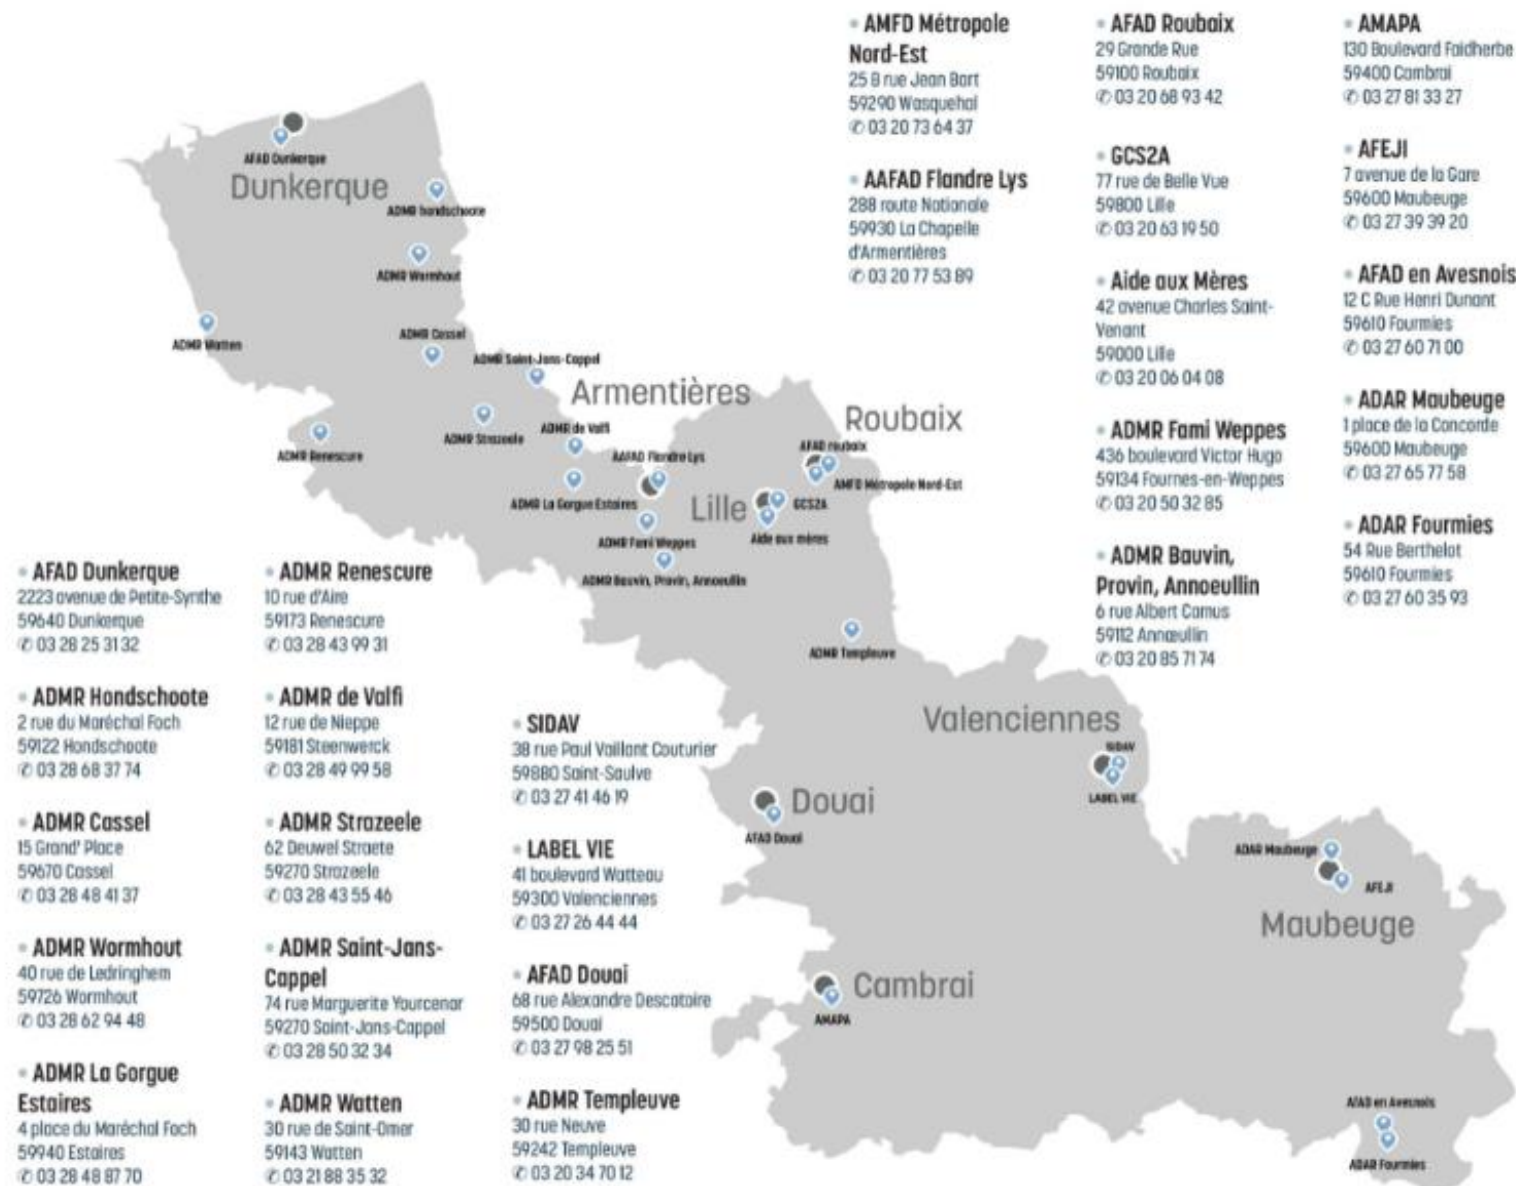 • AMFD Métropole
Nord-Est
25 B rue Jean Bart
59290 Wasquehal
✆ 03 20 73 64 37
• AAFAD Flandre Lys
288 route Nationale
59930 La Chapelle
d'Armentières
✆ 03 20 77 53 89
• AFAD Roubaix
29 Grande Rue
59100 Roubaix
✆ 03 20 68 93 42
• GCS2A
77 rue de Belle Vue
59800 Lille
✆ 03 20 63 19 50
• Aide aux Mères
42 avenue Charles Saint-
Venant
59000 Lille
✆ 03 20 06 04 08
• ADMR Fami Weppes
436 boulevard Victor Hugo
59134 Fournes-en-Weppes
✆ 03 20 50 32 85
• ADMR Bauvin,
Provin, Annoeullin
6 rue Albert Camus
59112 Annœullin
✆ 03 20 85 71 74
• AMAPA
130 Boulevard Faidherbe
59400 Cambrai
✆ 03 27 81 33 27
• AFEJI
7 avenue de la Gare
59600 Maubeuge
✆ 03 27 39 39 20
• AFAD en Avesnois
12 C Rue Henri Dunant
59610 Fourmies
✆ 03 27 60 71 00
• ADAR Maubeuge
1 place de la Concorde
59600 Maubeuge
✆ 03 27 65 77 58
• ADAR Fourmies
54 Rue Berthelot
59610 Fourmies
✆ 03 27 60 35 93
AFAD Dunkerque
Dunkerque
ADMR hondschoote
ADMR Wormhout
ADMR Watten
ADMR Cassel
ADMR Saint-Jans-Cappel
Armentières
ADMR Strazeele
ADMR de Valfi
ADMR Renescure
AAFAD Flandre Lys
Roubaix
AFAD roubaix
AMFD Métropole Nord-Est
ADMR La Gorgue Estaires
Lille
GCS2A
Aide aux mères
ADMR Fami Weppes
ADMR Bauvin, Provin, Annoeullin
ADMR Templeuve
Valenciennes
SIDAV
LABEL VIE
Douai
AFAD Douai
ADAR Maubeuge
AFEJI
Maubeuge
Cambrai
AMAPA
AFAD en Avesnois
ADAR Fourmies
• AFAD Dunkerque
2223 avenue de Petite-Synthe
59640 Dunkerque
✆ 03 28 25 31 32
• ADMR Hondschoote
2 rue du Maréchal Foch
59122 Hondschoote
✆ 03 28 68 37 74
• ADMR Cassel
15 Grand' Place
59670 Cassel
✆ 03 28 48 41 37
• ADMR Wormhout
40 rue de Ledringhem
59726 Wormhout
✆ 03 28 62 94 48
• ADMR La Gorgue
Estaires
4 place du Maréchal Foch
59940 Estaires
✆ 03 28 48 87 70
• ADMR Renescure
10 rue d'Aire
59173 Renescure
✆ 03 28 43 99 31
• ADMR de Valfi
12 rue de Nieppe
59181 Steenwerck
✆ 03 28 49 99 58
• ADMR Strazeele
62 Deuwel Straete
59270 Strazeele
✆ 03 28 43 55 46
• ADMR Saint-Jans-
Cappel
74 rue Marguerite Yourcenar
59270 Saint-Jans-Cappel
✆ 03 28 50 32 34
• ADMR Watten
30 rue de Saint-Omer
59143 Watten
✆ 03 21 88 35 32
• SIDAV
38 rue Paul Vaillant Couturier
59880 Saint-Saulve
✆ 03 27 41 46 19
• LABEL VIE
41 boulevard Watteau
59300 Valenciennes
✆ 03 27 26 44 44
• AFAD Douai
68 rue Alexandre Descatoire
59500 Douai
✆ 03 27 98 25 51
• ADMR Templeuve
30 rue Neuve
59242 Templeuve
✆ 03 20 34 70 12